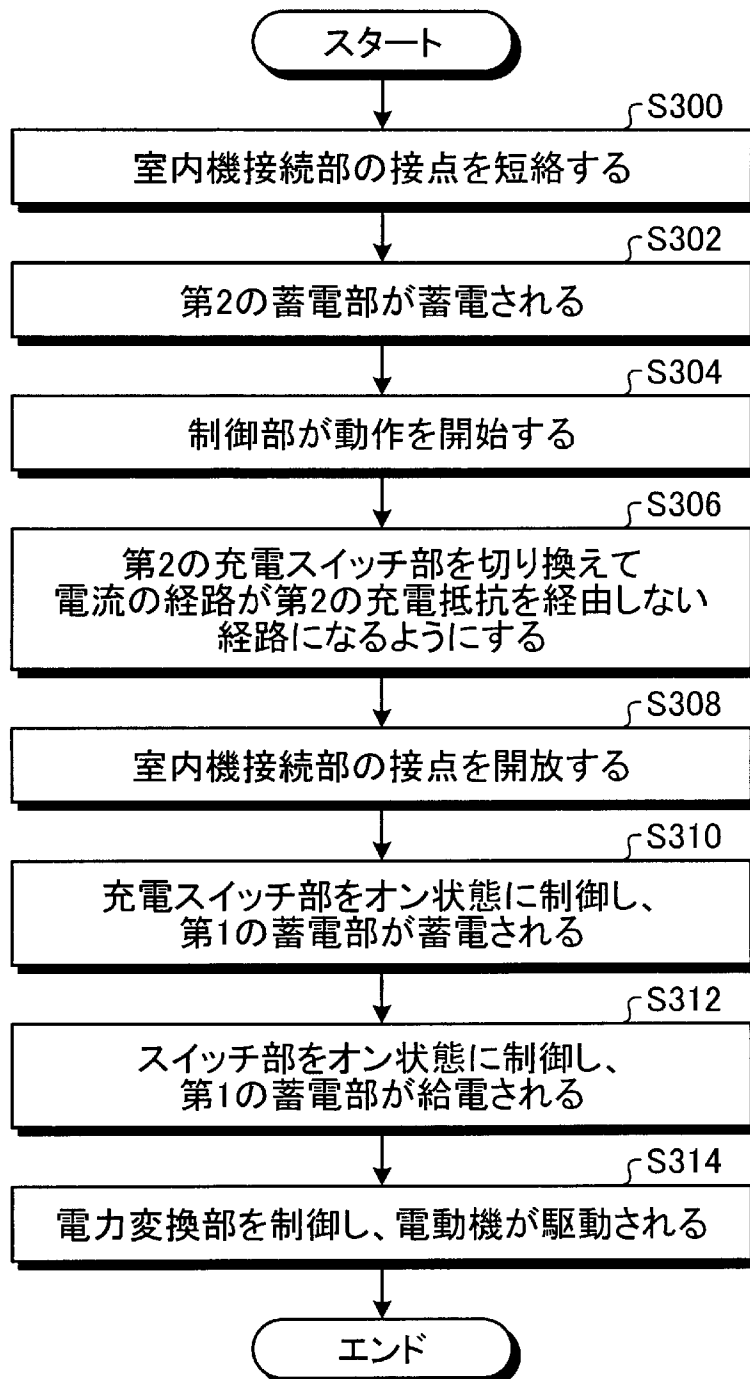 スタート
S300
室内機接続部の接点を短絡する
S302
第2の蓄電部が蓄電される
S304
制御部が動作を開始する
S306
第2の充電スイッチ部を切り換えて
電流の経路が第2の充電抵抗を経由しない
経路になるようにする
S308
室内機接続部の接点を開放する
S310
充電スイッチ部をオン状態に制御し、
第1の蓄電部が蓄電される
S312
スイッチ部をオン状態に制御し、
第1の蓄電部が給電される
S314
電力変換部を制御し、電動機が駆動される
エンド